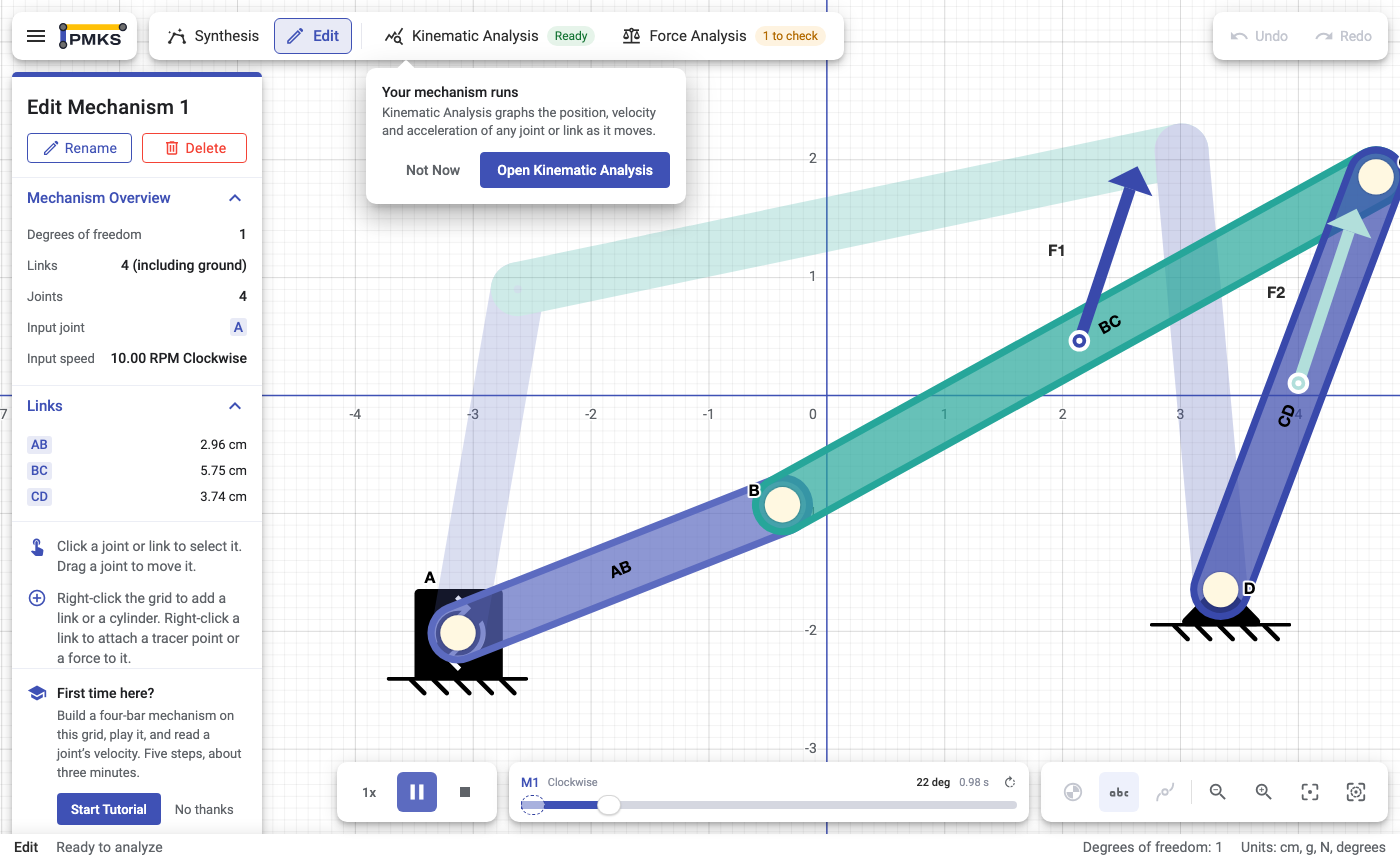 PMKS
Synthesis
Edit
Kinematic Analysis Ready
Force Analysis 1 to check
Undo
Redo
Your mechanism runs
Kinematic Analysis graphs the position, velocity
and acceleration of any joint or link as it moves.
Not Now
Open Kinematic Analysis
Edit Mechanism 1
Rename
Delete
Mechanism Overview
Degrees of freedom 1
Links 4 (including ground)
Joints 4
Input joint A
Input speed 10.00 RPM Clockwise
Links
AB 2.96 cm
BC 5.75 cm
CD 3.74 cm
Click a joint or link to select it.
Drag a joint to move it.
Right-click the grid to add a
link or a cylinder. Right-click a
link to attach a tracer point or
a force to it.
First time here?
Build a four-bar mechanism on
this grid, play it, and read a
joint's velocity. Five steps, about
three minutes.
Start Tutorial
No thanks
2
1
F1
F2
BC
7
-4
-3
-2
-1
0
1
2
3
4
CD
B
AB
A
D
-2
-3
1x
M1 Clockwise
22 deg 0.98 s
abc
Edit Ready to analyze
Degrees of freedom: 1 Units: cm, g, N, degrees